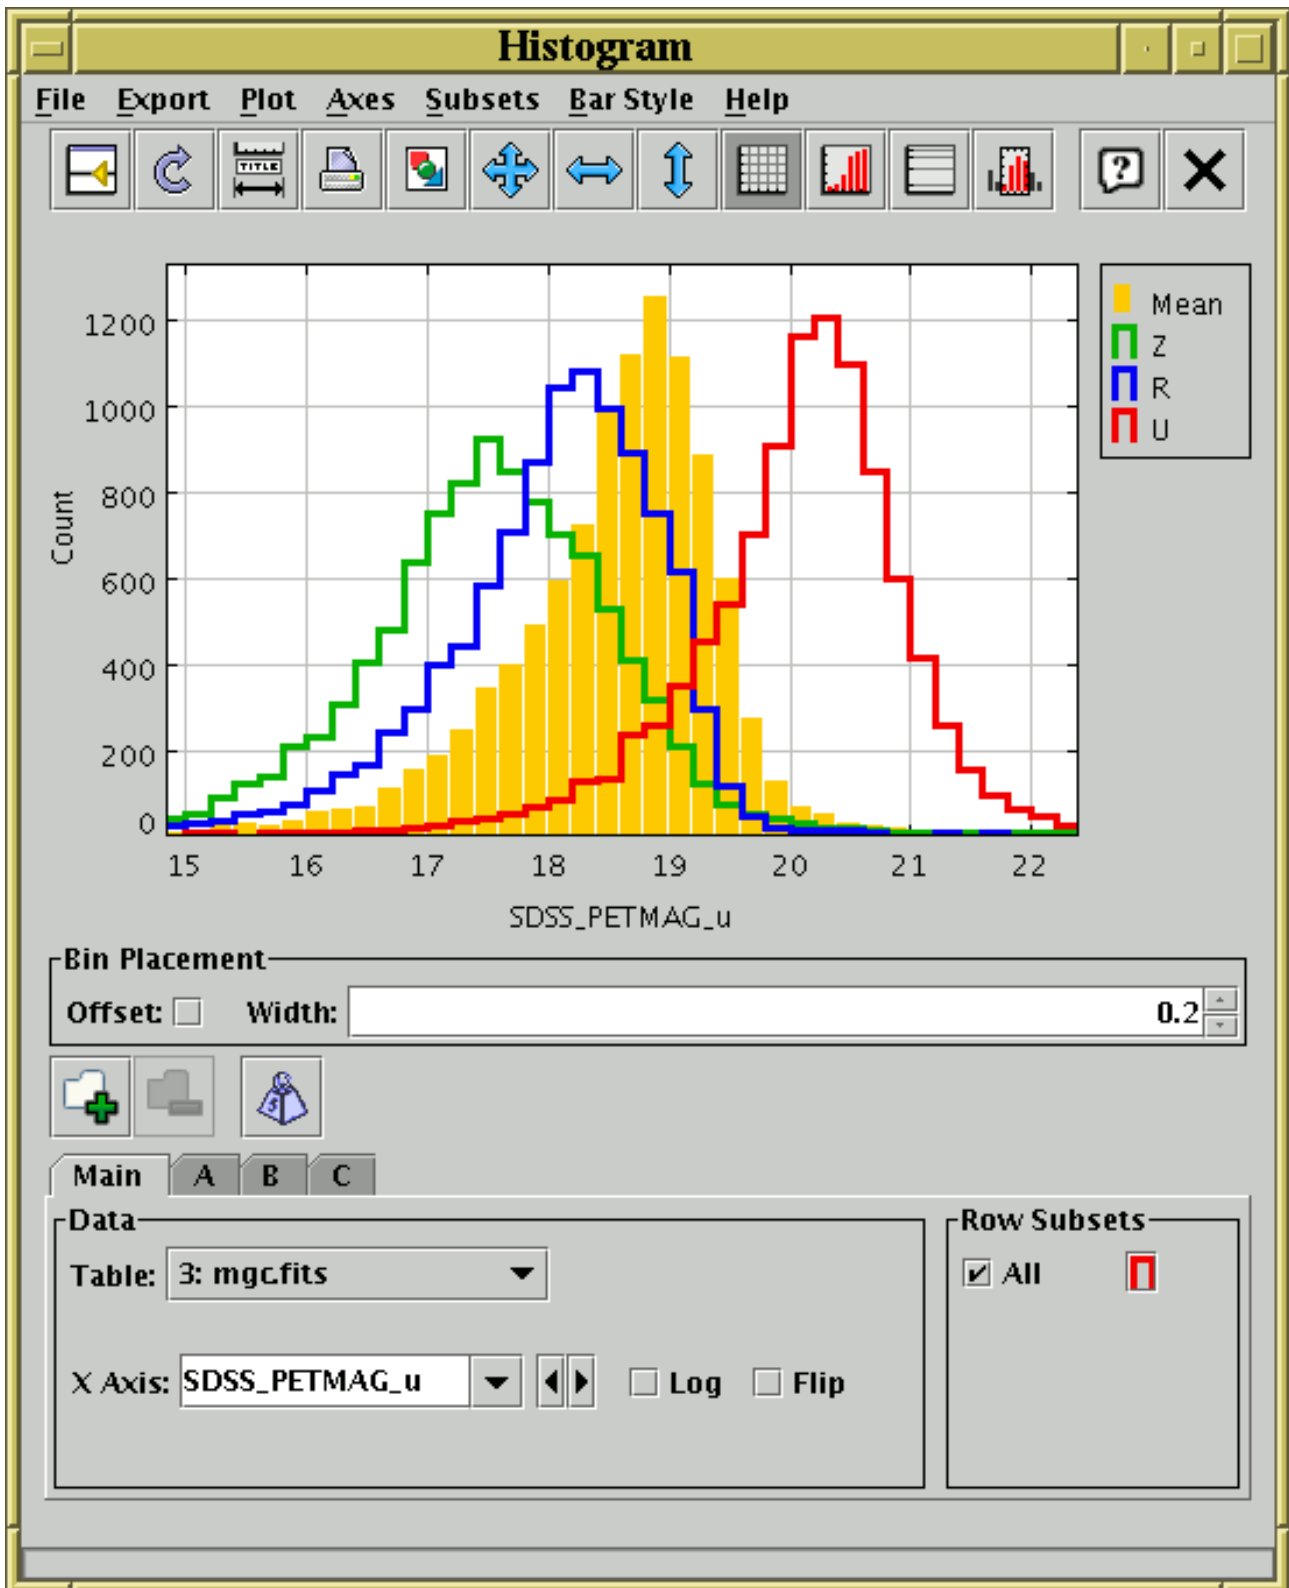 Histogram
File Export Plot Axes Subsets Bar Style Help
TITLE
1200
1000
800
600
400
200
0
Count
15 16 17 18 19 20 21 22
SDSS_PETMAG_u
Mean
Z
R
U
Bin Placement
Offset: Width: 0.2
Main A B C
Data
Table: 3: mgc.fits
X Axis: SDSS_PETMAG_u Log Flip
Row Subsets
All